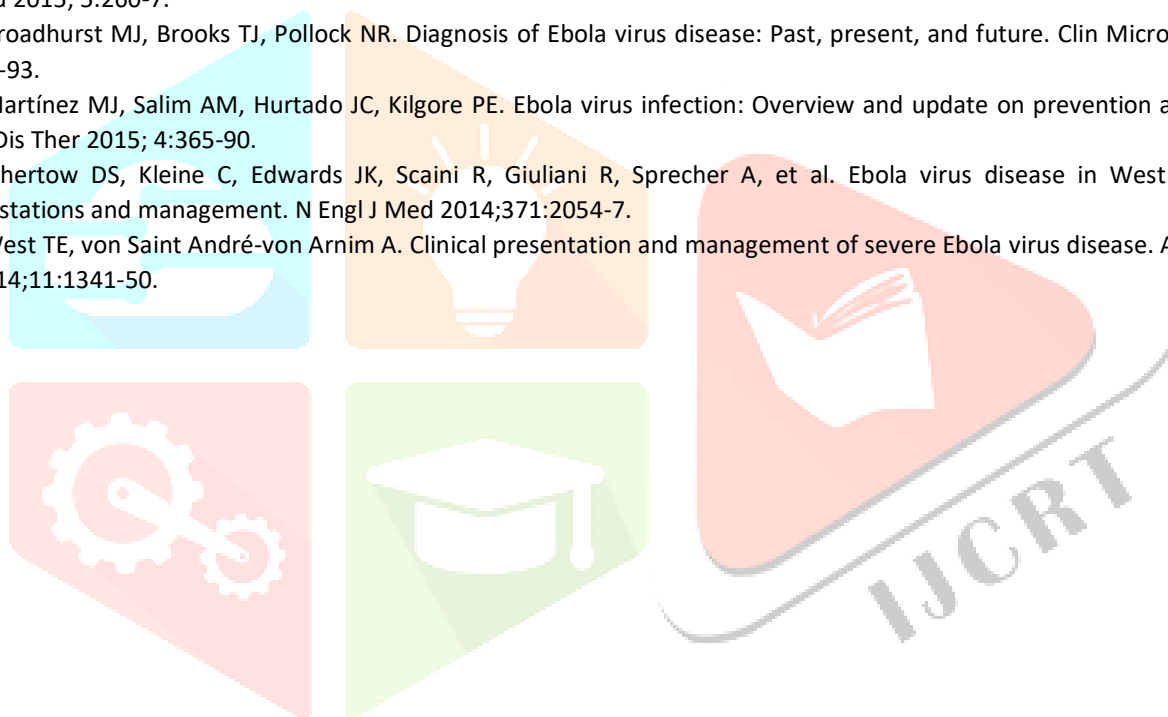 2015; 5:260-7.
roadhurst MJ, Brooks TJ, Pollock NR. Diagnosis of Ebola virus disease: Past, present, and future. Clin Micro
-93.
Martínez MJ, Salim AM, Hurtado JC, Kilgore PE. Ebola virus infection: Overview and update on prevention a
Dis Ther 2015; 4:365-90.
hertow DS, Kleine C, Edwards JK, Scaini R, Giuliani R, Sprecher A, et al. Ebola virus disease in West
stations and management. N Engl J Med 2014;371:2054-7.
West TE, von Saint André-von Arnim A. Clinical presentation and management of severe Ebola virus disease. A
14;11:1341-50.
IJCRT